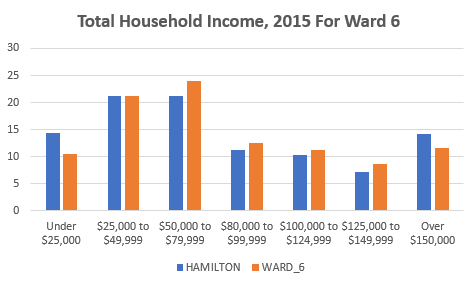 Total Household Income, 2015 For Ward 6
30
25
20
15
10
5
0
Under
$25,000
$25,000 to
$49,999
$50,000 to
$79,999
$80,000 to
$99,999
$100,000 to
$124,999
$125,000 to
$149,999
Over
$150,000
HAMILTON
WARD_6